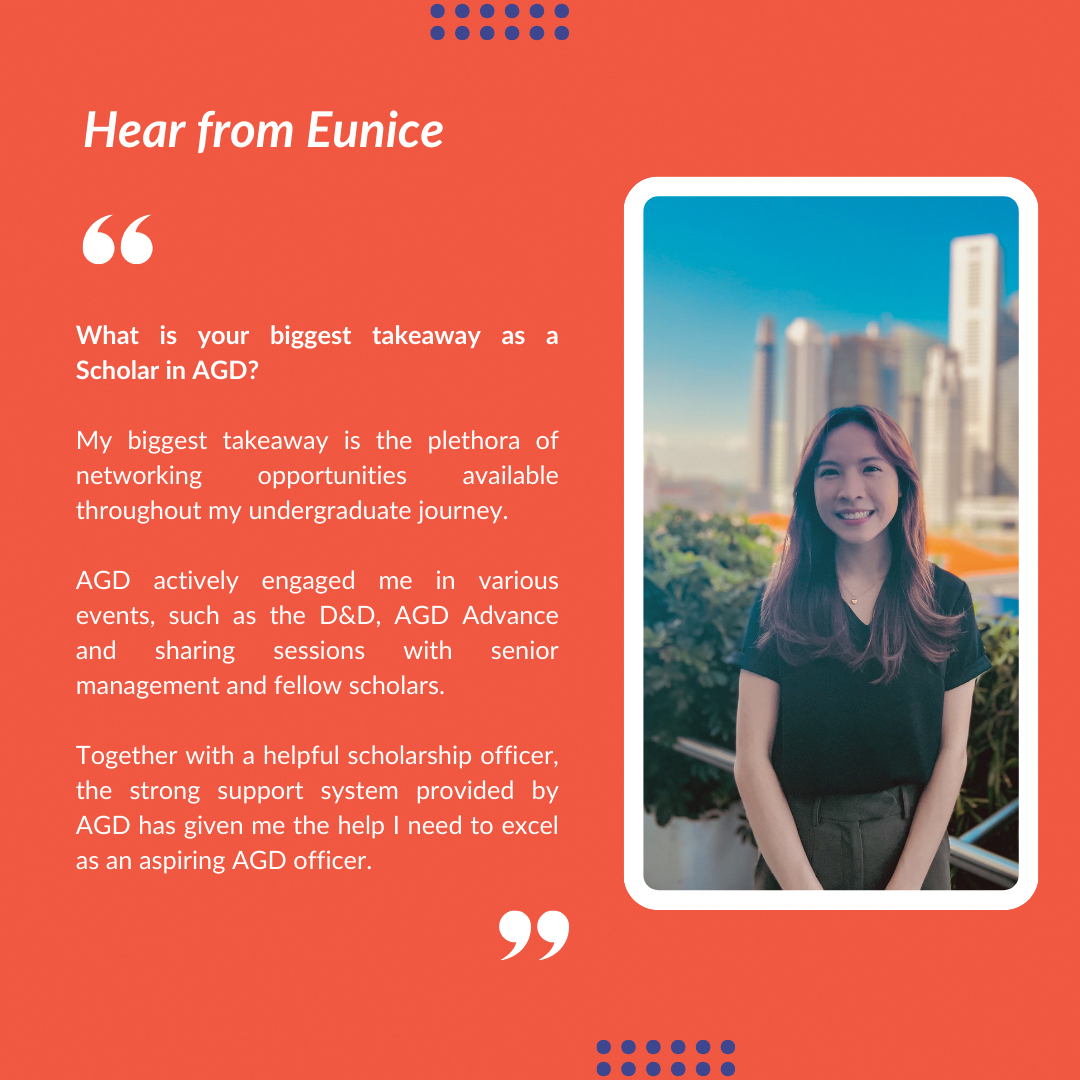 Hear from Eunice
“
What is your biggest takeaway as a
Scholar in AGD?
My biggest takeaway is the plethora of
networking opportunities available
throughout my undergraduate journey.
AGD actively engaged me in various
events, such as the D&D, AGD Advance
and sharing sessions with senior
management and fellow scholars.
Together with a helpful scholarship officer,
the strong support system provided by
AGD has given me the help I need to excel
as an aspiring AGD officer.
”